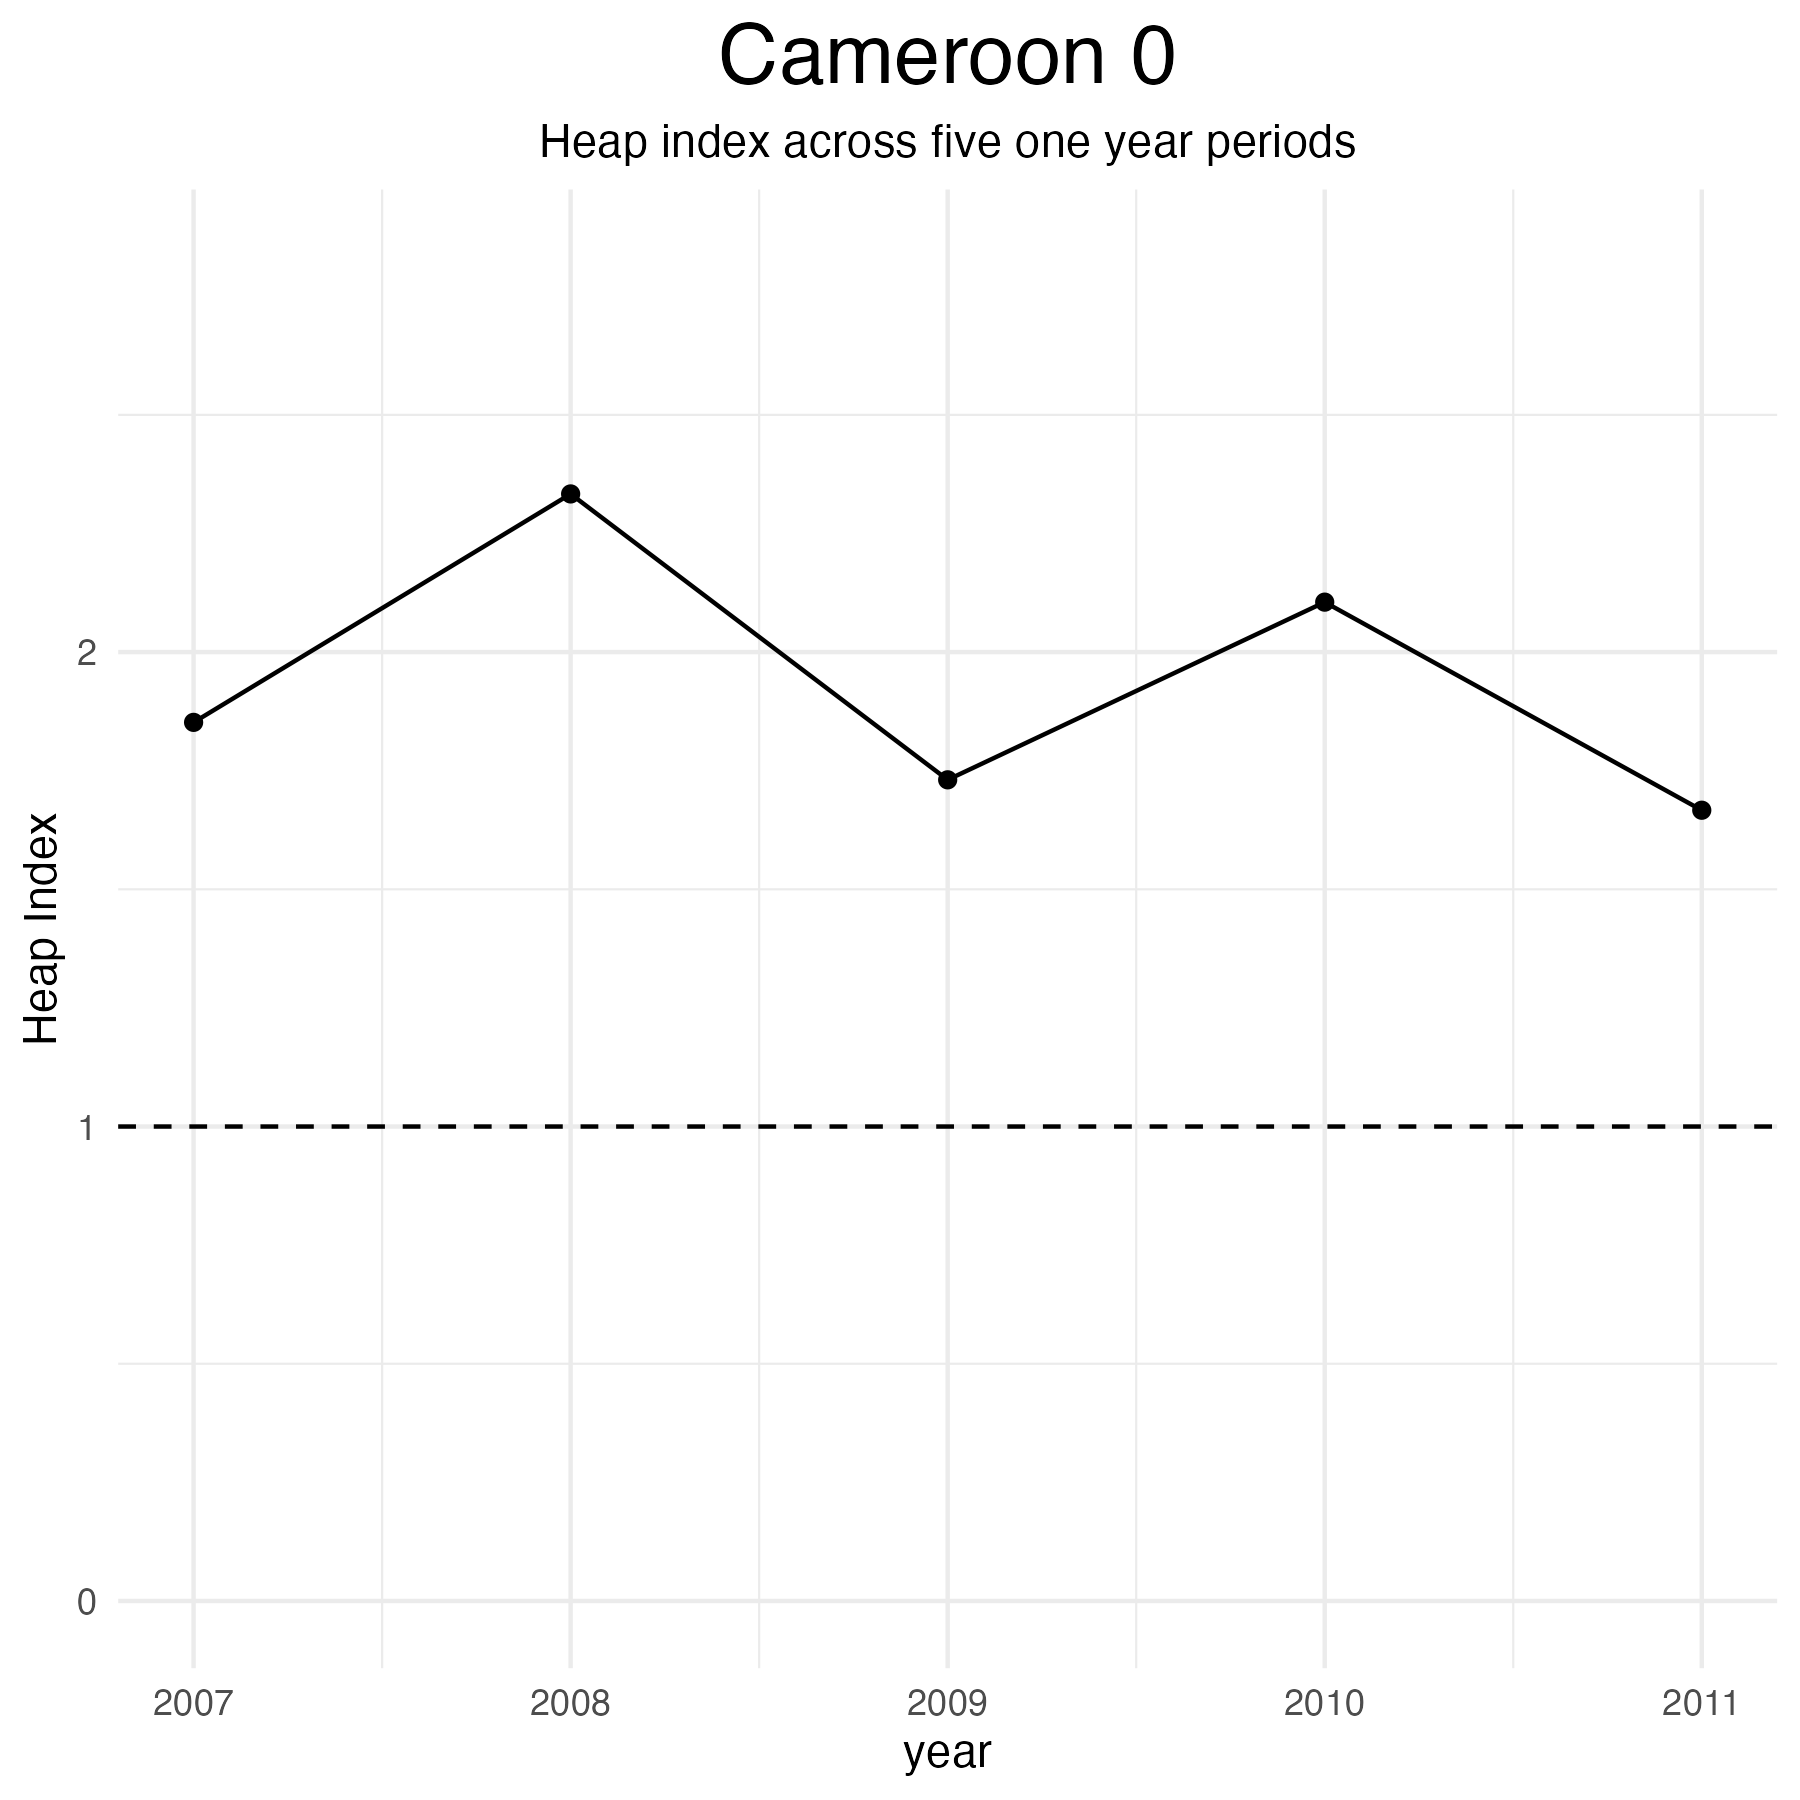 Cameroon 0
Heap index across five one year periods
Heap Index
2
1
0
2007 2008 2009 2010 2011
year